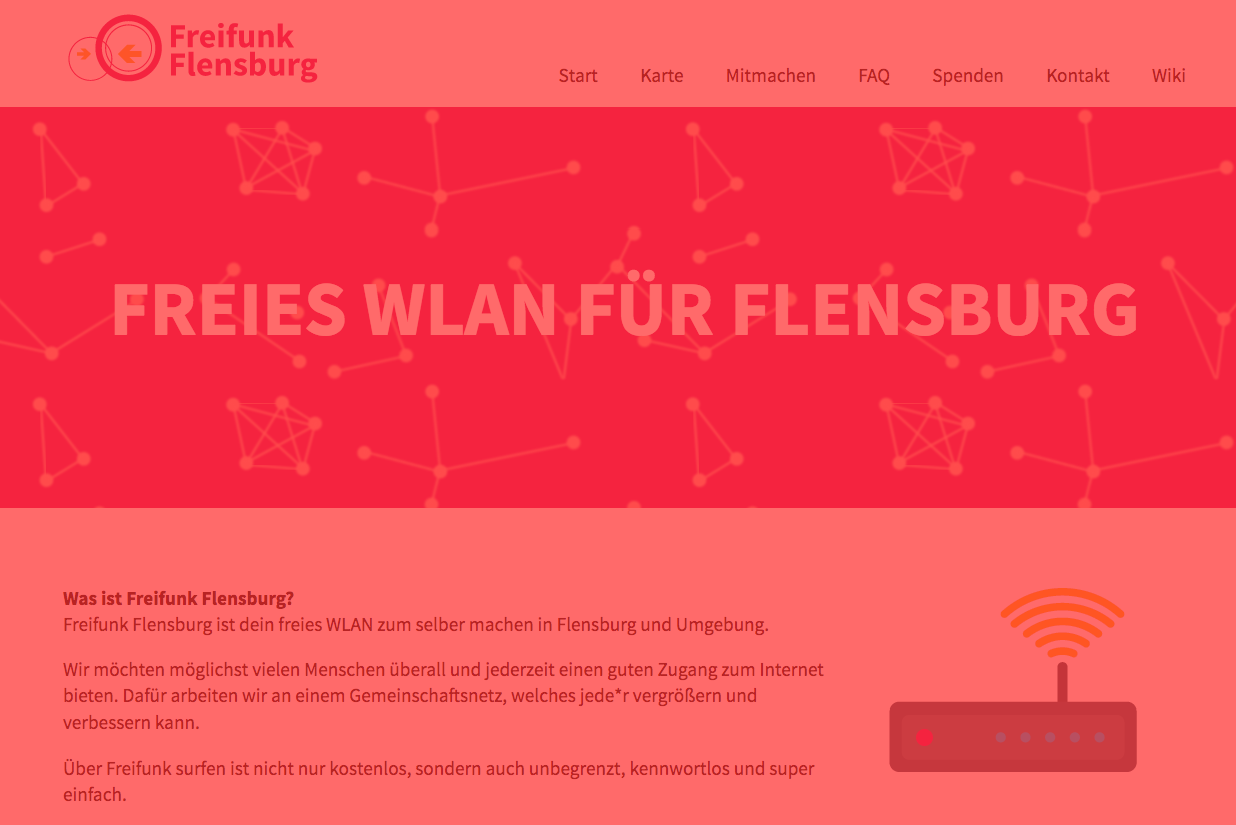 Freifunk
Flensburg
Start Karte Mitmachen FAQ Spenden Kontakt Wiki
FREIES WLAN FÜR FLENSBURG
Was ist Freifunk Flensburg?
Freifunk Flensburg ist dein freies WLAN zum selber machen in Flensburg und Umgebung.
Wir möchten möglichst vielen Menschen überall und jederzeit einen guten Zugang zum Internet
bieten. Dafür arbeiten wir an einem Gemeinschaftsnetz, welches jede*r vergrößern und
verbessern kann.
Über Freifunk surfen ist nicht nur kostenlos, sondern auch unbegrenzt, kennwortlos und super
einfach.